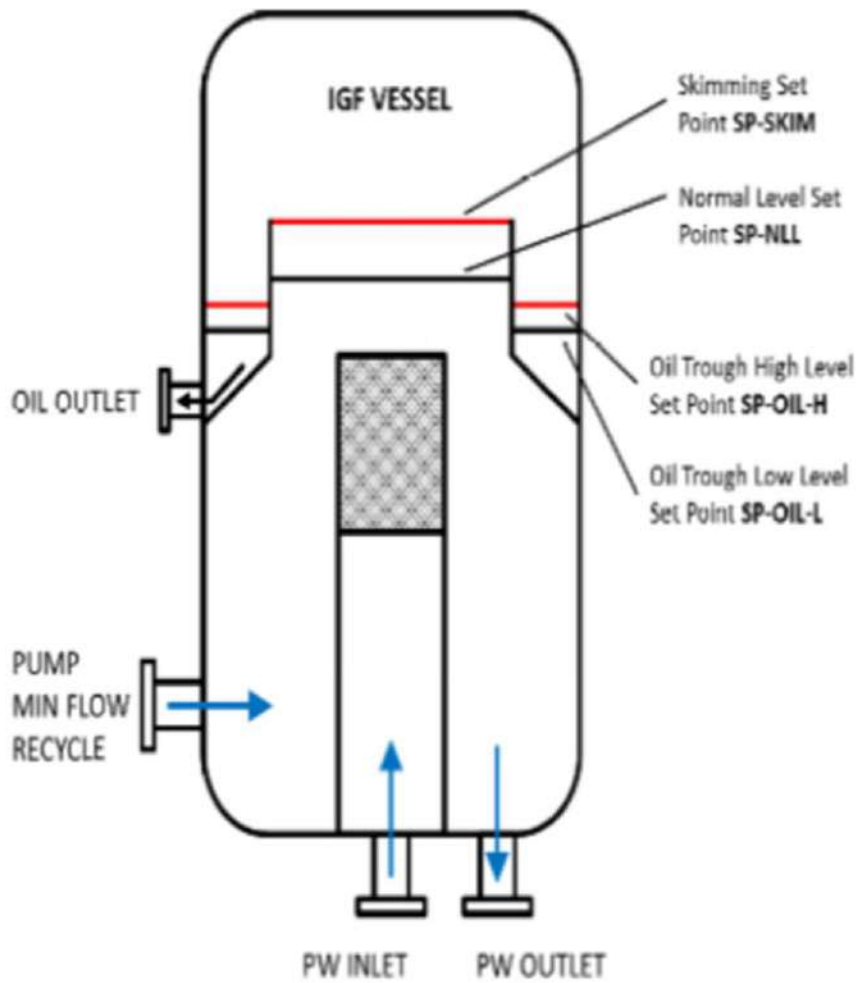 IGF VESSEL
Skimming Set
Point SP-SKIM
Normal Level Set
Point SP-NLL
Oil Trough High Level
Set Point SP-OIL-H
Oil Trough Low Level
Set Point SP-OIL-L
OIL OUTLET
PUMP
MIN FLOW
RECYCLE
PW INLET
PW OUTLET